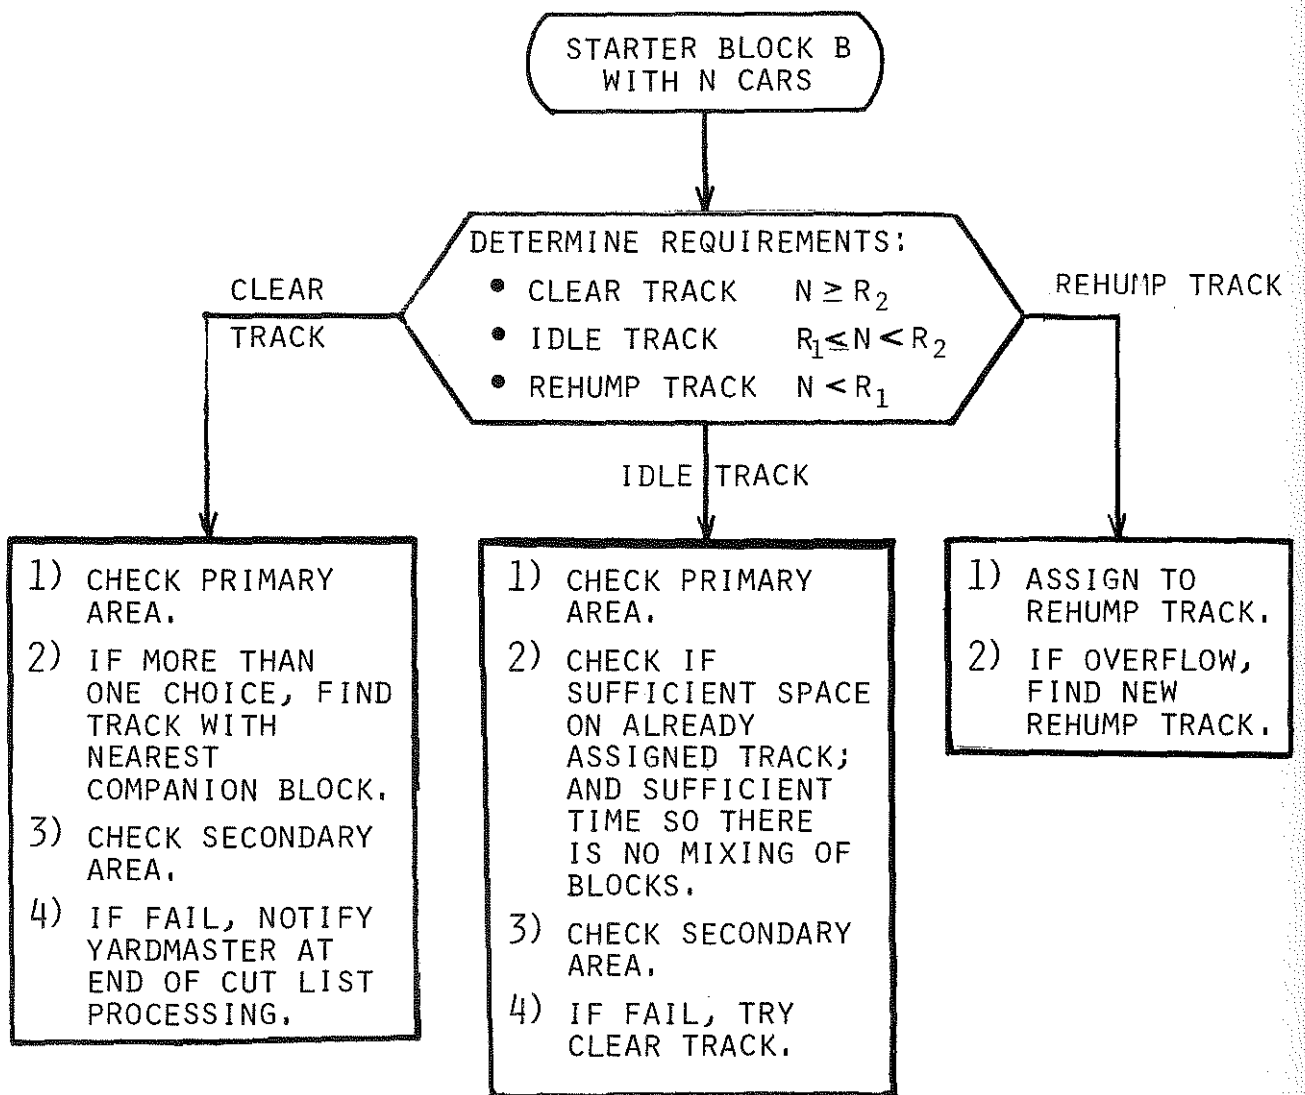 STARTER BLOCK B
WITH N CARS
DETERMINE REQUIREMENTS:
• CLEAR TRACK N ≥ R₂
• IDLE TRACK R₁≤N < R₂
• REHUMP TRACK N < R₁
CLEAR
TRACK
IDLE TRACK
REHUMP TRACK
1) CHECK PRIMARY
AREA.
2) IF MORE THAN
ONE CHOICE, FIND
TRACK WITH
NEAREST
COMPANION BLOCK.
3) CHECK SECONDARY
AREA.
4) IF FAIL, NOTIFY
YARDMASTER AT
END OF CUT LIST
PROCESSING.
1) CHECK PRIMARY
AREA.
2) CHECK IF
SUFFICIENT SPACE
ON ALREADY
ASSIGNED TRACK;
AND SUFFICIENT
TIME SO THERE
IS NO MIXING OF
BLOCKS.
3) CHECK SECONDARY
AREA.
4) IF FAIL, TRY
CLEAR TRACK.
1) ASSIGN TO
REHUMP TRACK.
2) IF OVERFLOW,
FIND NEW
REHUMP TRACK.